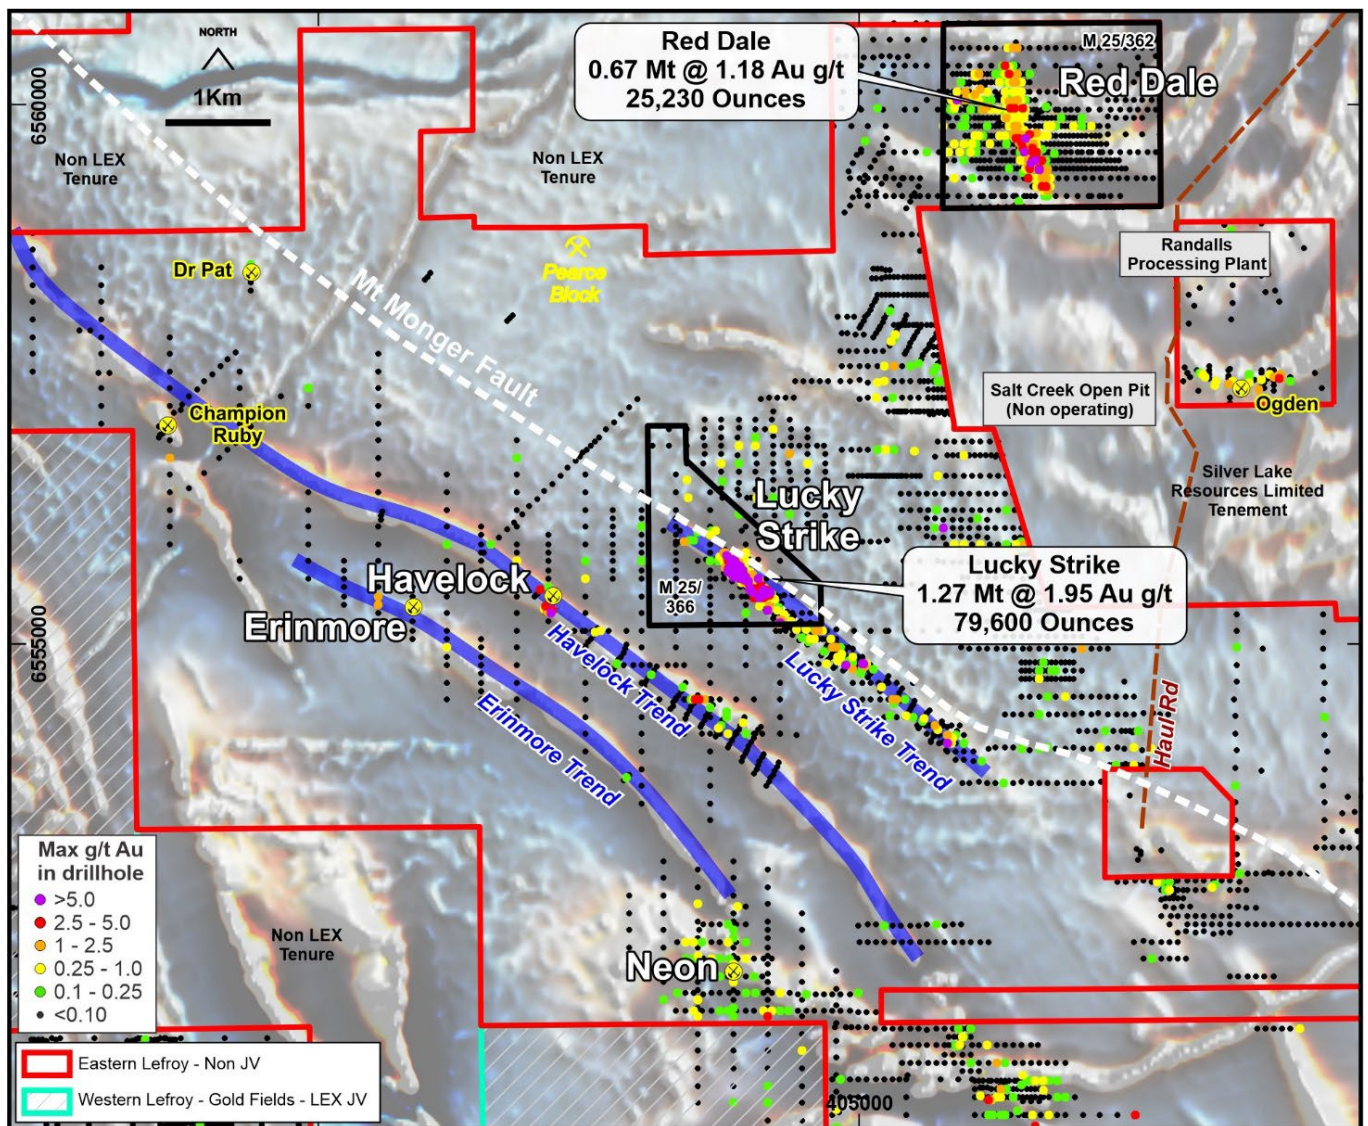 NORTH
1Km
6560000
6555000
405000
Non LEX
Tenure
Non LEX
Tenure
Red Dale
0.67 Mt @ 1.18 Au g/t
25,230 Ounces
M 25/362
Red Dale
Randalls
Processing Plant
Dr Pat
Pearce
Block
Mt Monger Fault
Salt Creek Open Pit
(Non operating)
Ogden
Champion
Ruby
Silver Lake
Resources Limited
Tenement
Lucky
Strike
M 25/
366
Lucky Strike
1.27 Mt @ 1.95 Au g/t
79,600 Ounces
Havelock
Erinmore
Havelock Trend
Lucky Strike Trend
Erinmore Trend
Haul Rd
Neon
Non LEX
Tenure
Max g/t Au
in drillhole
>5.0
2.5 - 5.0
1 - 2.5
0.25 - 1.0
0.1 - 0.25
<0.10
Eastern Lefroy - Non JV
Western Lefroy - Gold Fields - LEX JV